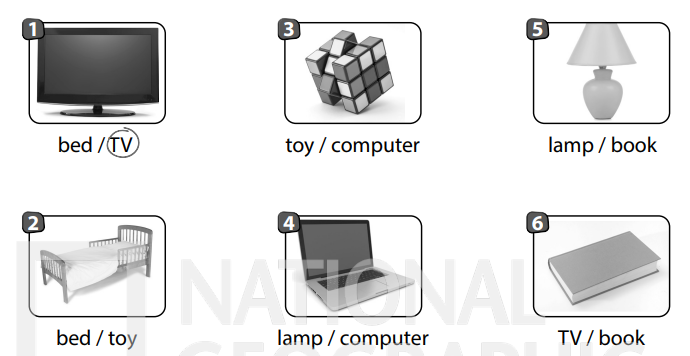 1
3
5
bed / TV
toy / computer
lamp / book
2
4
6
bed / toy
lamp / computer
TV / book
NATIONAL
GEOGRAPHIC